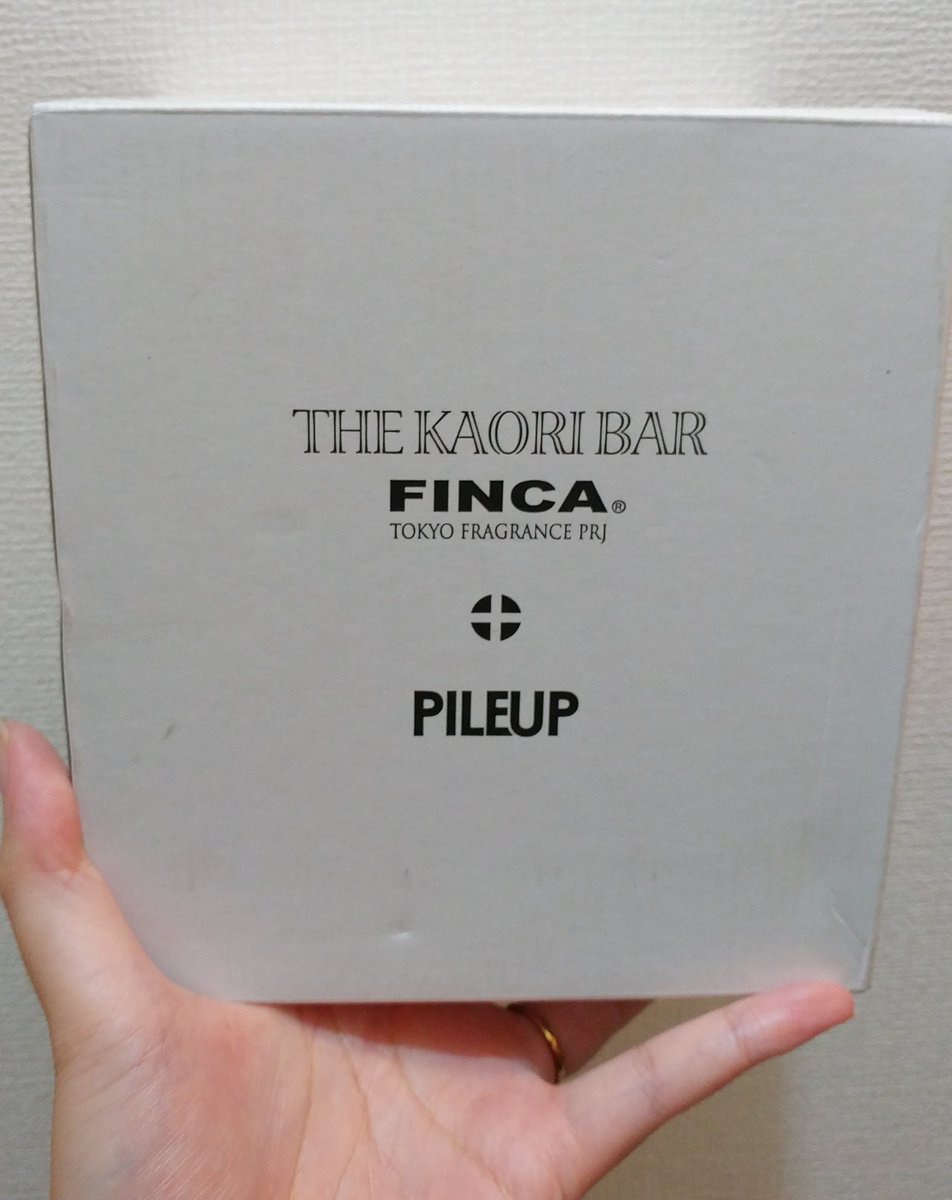 THE KAORI BAR
FINCA®
TOKYO FRAGRANCE PRJ
PILEUP